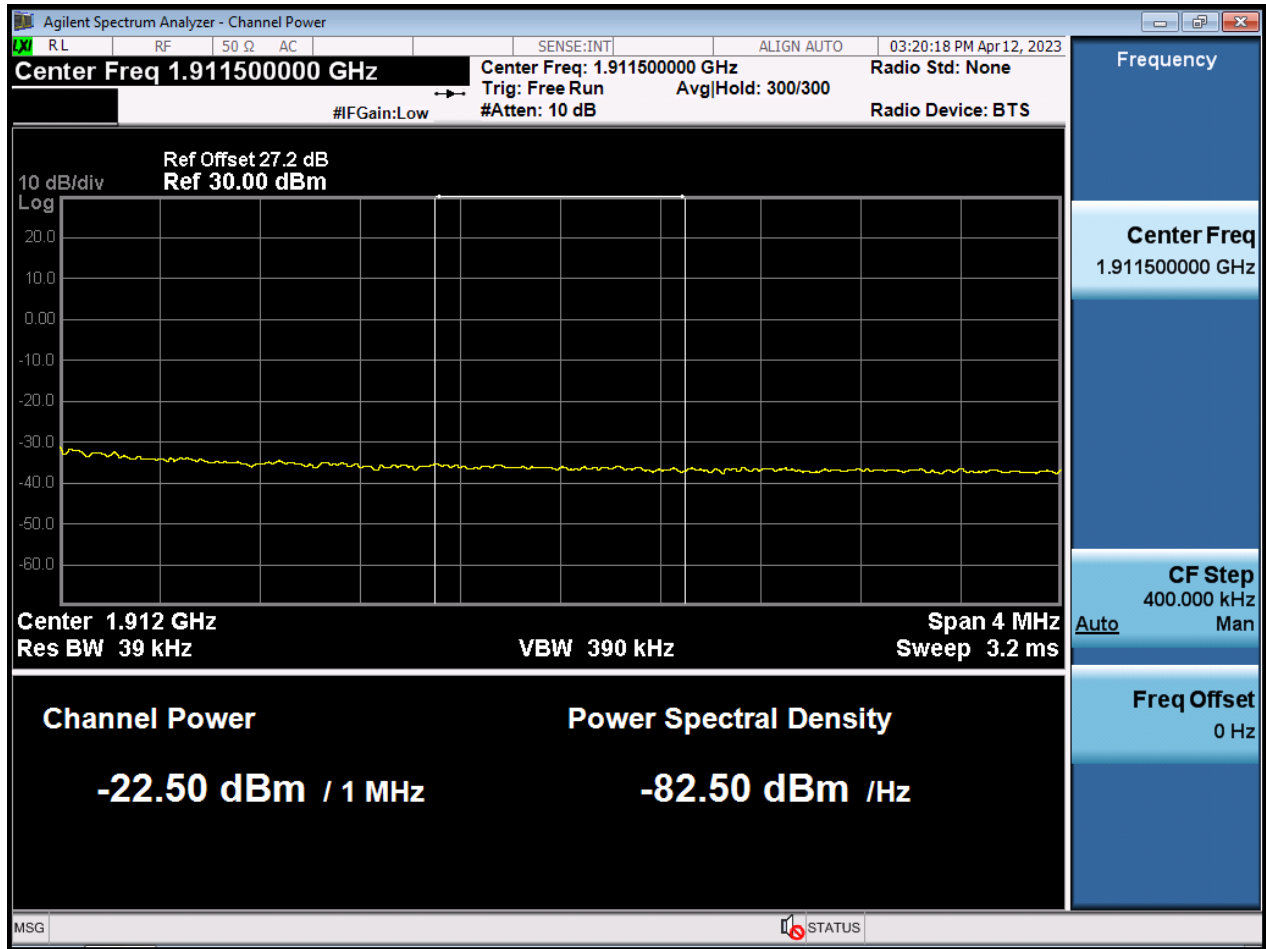 Agilent Spectrum Analyzer - Channel Power
LXI RL RF 50 Ω AC SENSE:INT ALIGN AUTO 03:20:18 PM Apr 12, 2023
Center Freq 1.911500000 GHz
#IFGain:Low
Center Freq: 1.911500000 GHz
Trig: Free Run Avg|Hold: 300/300
#Atten: 10 dB
Radio Std: None
Radio Device: BTS
Ref Offset 27.2 dB
10 dB/div Ref 30.00 dBm
Log
20.0
10.0
0.00
-10.0
-20.0
-30.0
-40.0
-50.0
-60.0
Center 1.912 GHz Span 4 MHz
Res BW 39 kHz VBW 390 kHz Sweep 3.2 ms
Channel Power Power Spectral Density
-22.50 dBm / 1 MHz -82.50 dBm /Hz
MSG STATUS
Frequency
Center Freq
1.911500000 GHz
CF Step
400.000 kHz
Auto Man
Freq Offset
0 Hz